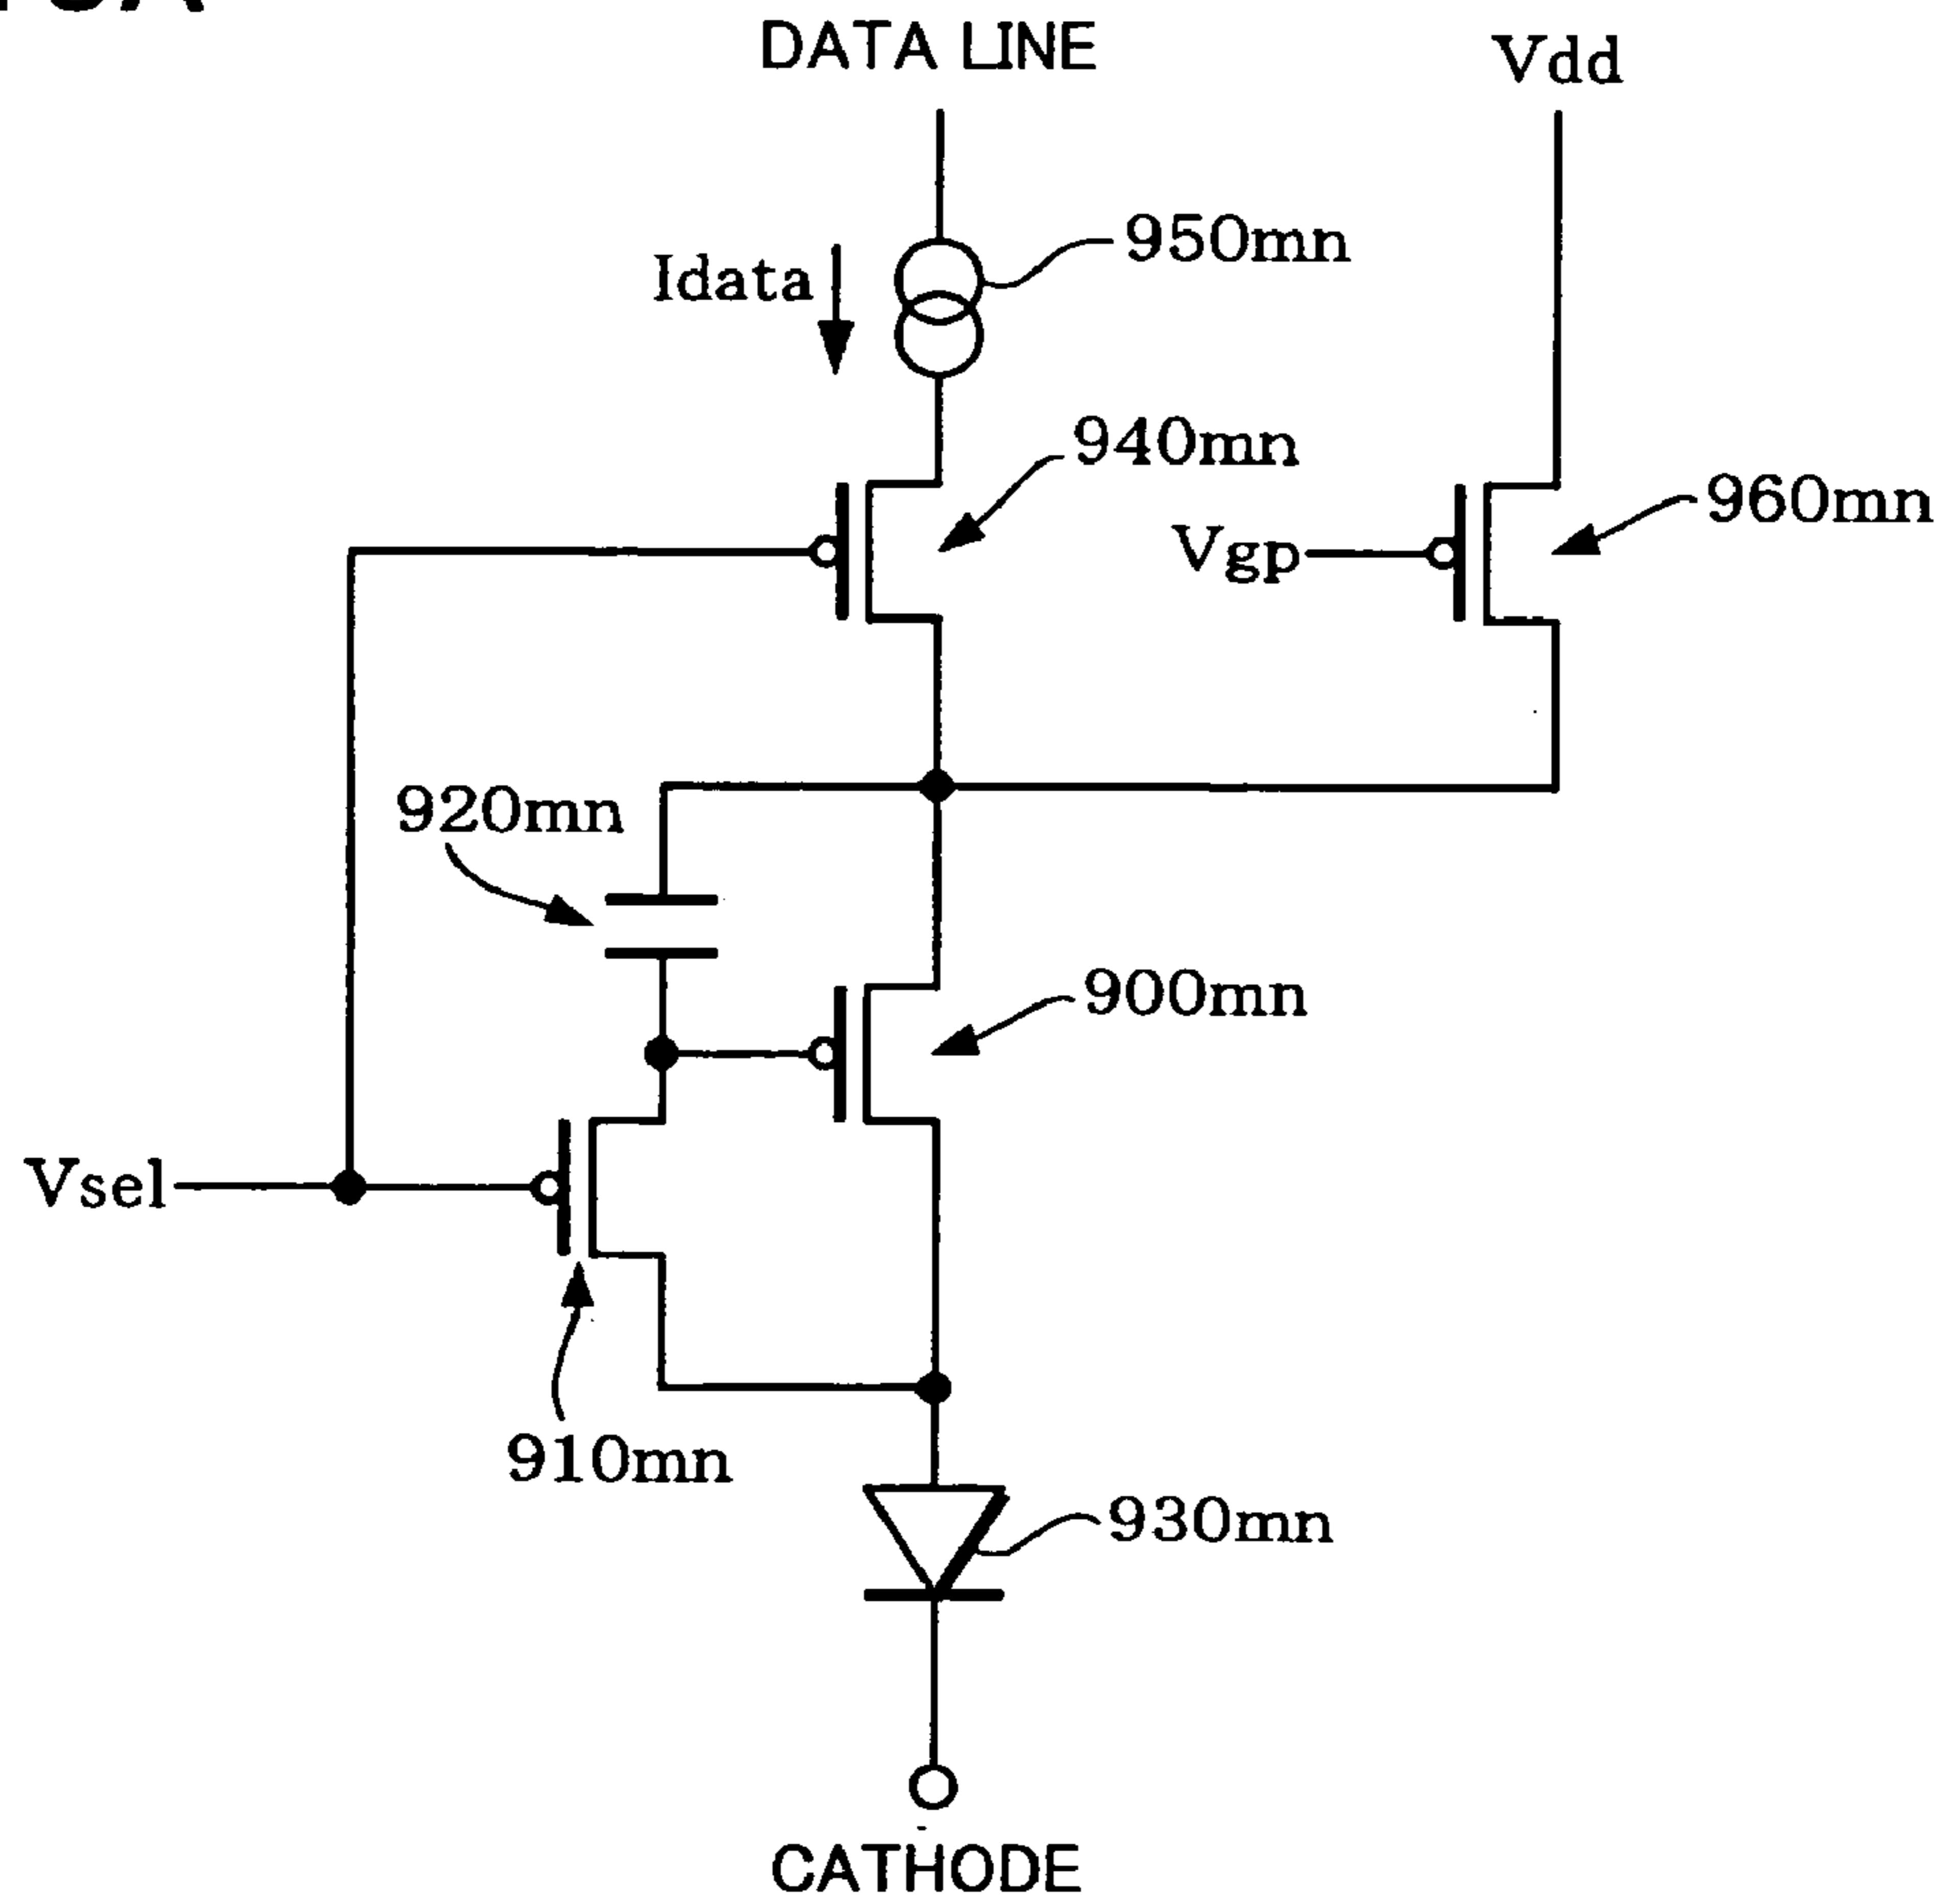 DATA LINE
Vdd
950mn
Idata
940mn
960mn
Vgp
920mn
900mn
Vsel
910mn
930mn
CATHODE